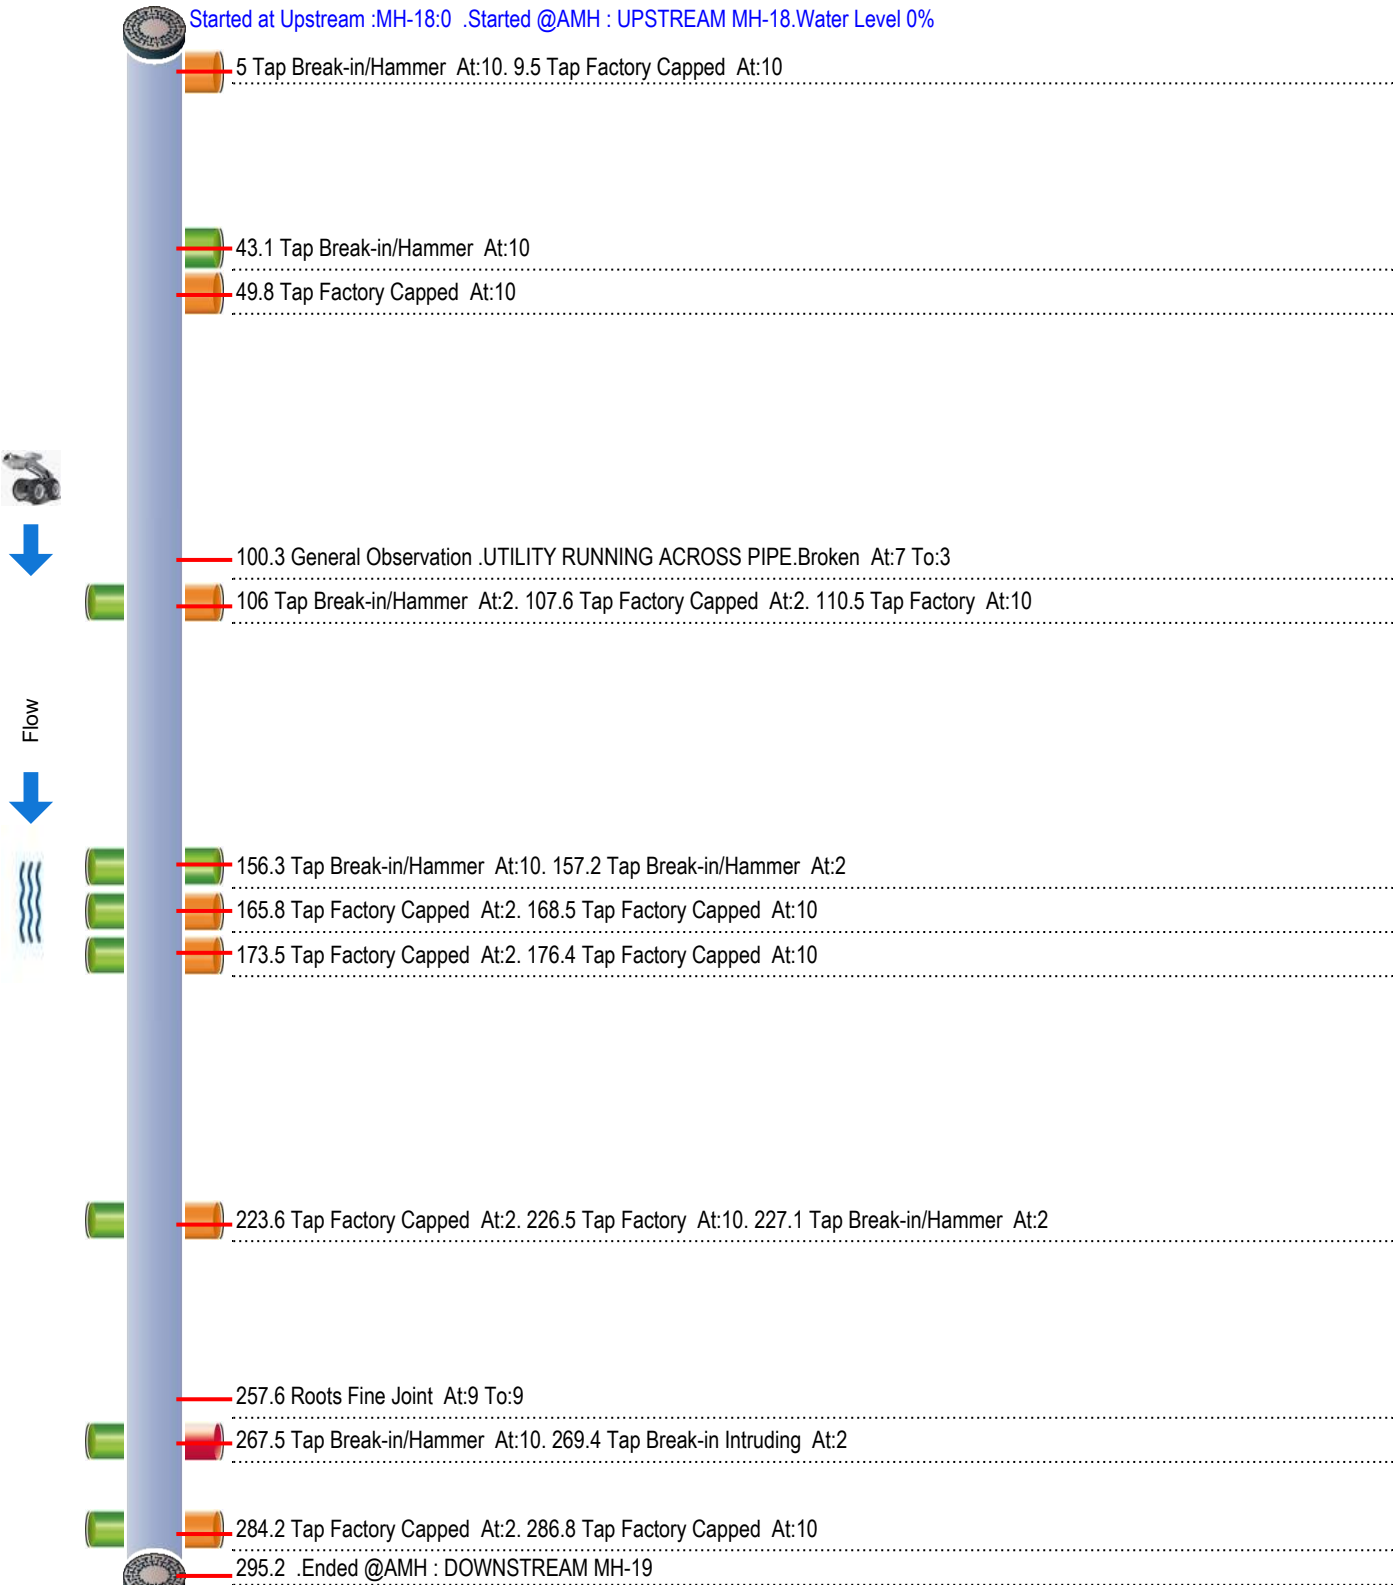 Started at Upstream :MH-18:0 .Started @AMH : UPSTREAM MH-18.Water Level 0%
5 Tap Break-in/Hammer At:10. 9.5 Tap Factory Capped At:10
43.1 Tap Break-in/Hammer At:10
49.8 Tap Factory Capped At:10
100.3 General Observation .UTILITY RUNNING ACROSS PIPE.Broken At:7 To:3
106 Tap Break-in/Hammer At:2. 107.6 Tap Factory Capped At:2. 110.5 Tap Factory At:10
Flow
156.3 Tap Break-in/Hammer At:10. 157.2 Tap Break-in/Hammer At:2
165.8 Tap Factory Capped At:2. 168.5 Tap Factory Capped At:10
173.5 Tap Factory Capped At:2. 176.4 Tap Factory Capped At:10
223.6 Tap Factory Capped At:2. 226.5 Tap Factory At:10. 227.1 Tap Break-in/Hammer At:2
257.6 Roots Fine Joint At:9 To:9
267.5 Tap Break-in/Hammer At:10. 269.4 Tap Break-in Intruding At:2
284.2 Tap Factory Capped At:2. 286.8 Tap Factory Capped At:10
295.2 .Ended @AMH : DOWNSTREAM MH-19